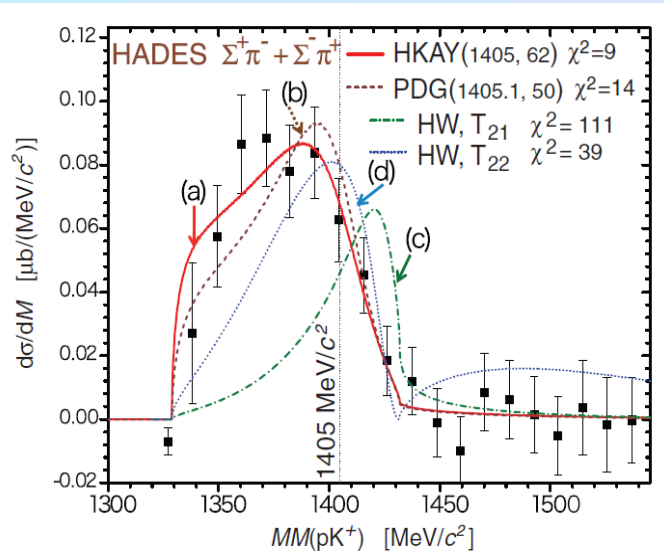 HADES Σ⁺π⁻ + Σ⁻π⁺
HKAY(1405, 62) χ²=9
PDG(1405.1, 50) χ²=14
HW, T₂₁ χ²= 111
HW, T₂₂ χ²= 39
(a)
(b)
(d)
(c)
1405 MeV/c²
dσ/dM [μb/(MeV/c²)]
0.12
0.10
0.08
0.06
0.04
0.02
0.00
-0.02
1300
1350
1400
1450
1500
MM(pK⁺) [MeV/c²]